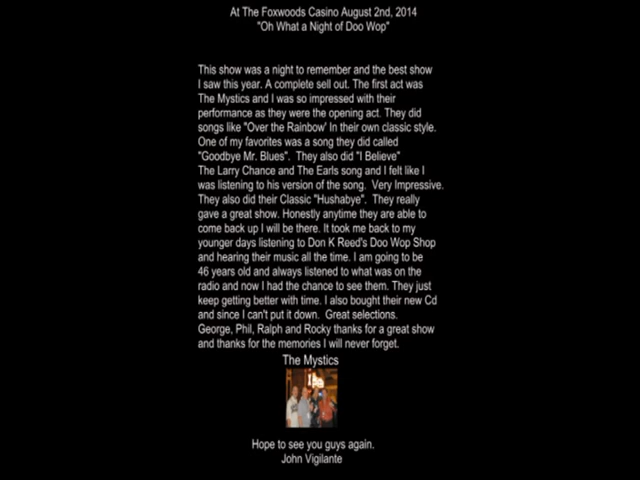 At The Foxwoods Casino August 2nd, 2014
"Oh What a Night of Doo Wop"
This show was a night to remember and the best show
I saw this year. A complete sell out. The first act was
The Mystics and I was so impressed with their
performance as they were the opening act. They did
songs like "Over the Rainbow' In their own classic style.
One of my favorites was a song they did called
"Goodbye Mr. Blues".  They also did "I Believe"
The Larry Chance and The Earls song and I felt like I
was listening to his version of the song.  Very Impressive.
They also did their Classic "Hushabye".  They really
gave a great show. Honestly anytime they are able to
come back up I will be there. It took me back to my
younger days listening to Don K Reed's Doo Wop Shop
and hearing their music all the time. I am going to be
46 years old and always listened to what was on the
radio and now I had the chance to see them. They just
keep getting better with time. I also bought their new Cd
and since I can't put it down.  Great selections.
George, Phil, Ralph and Rocky thanks for a great show
and thanks for the memories I will never forget.
The Mystics
Hope to see you guys again.
John Vigilante